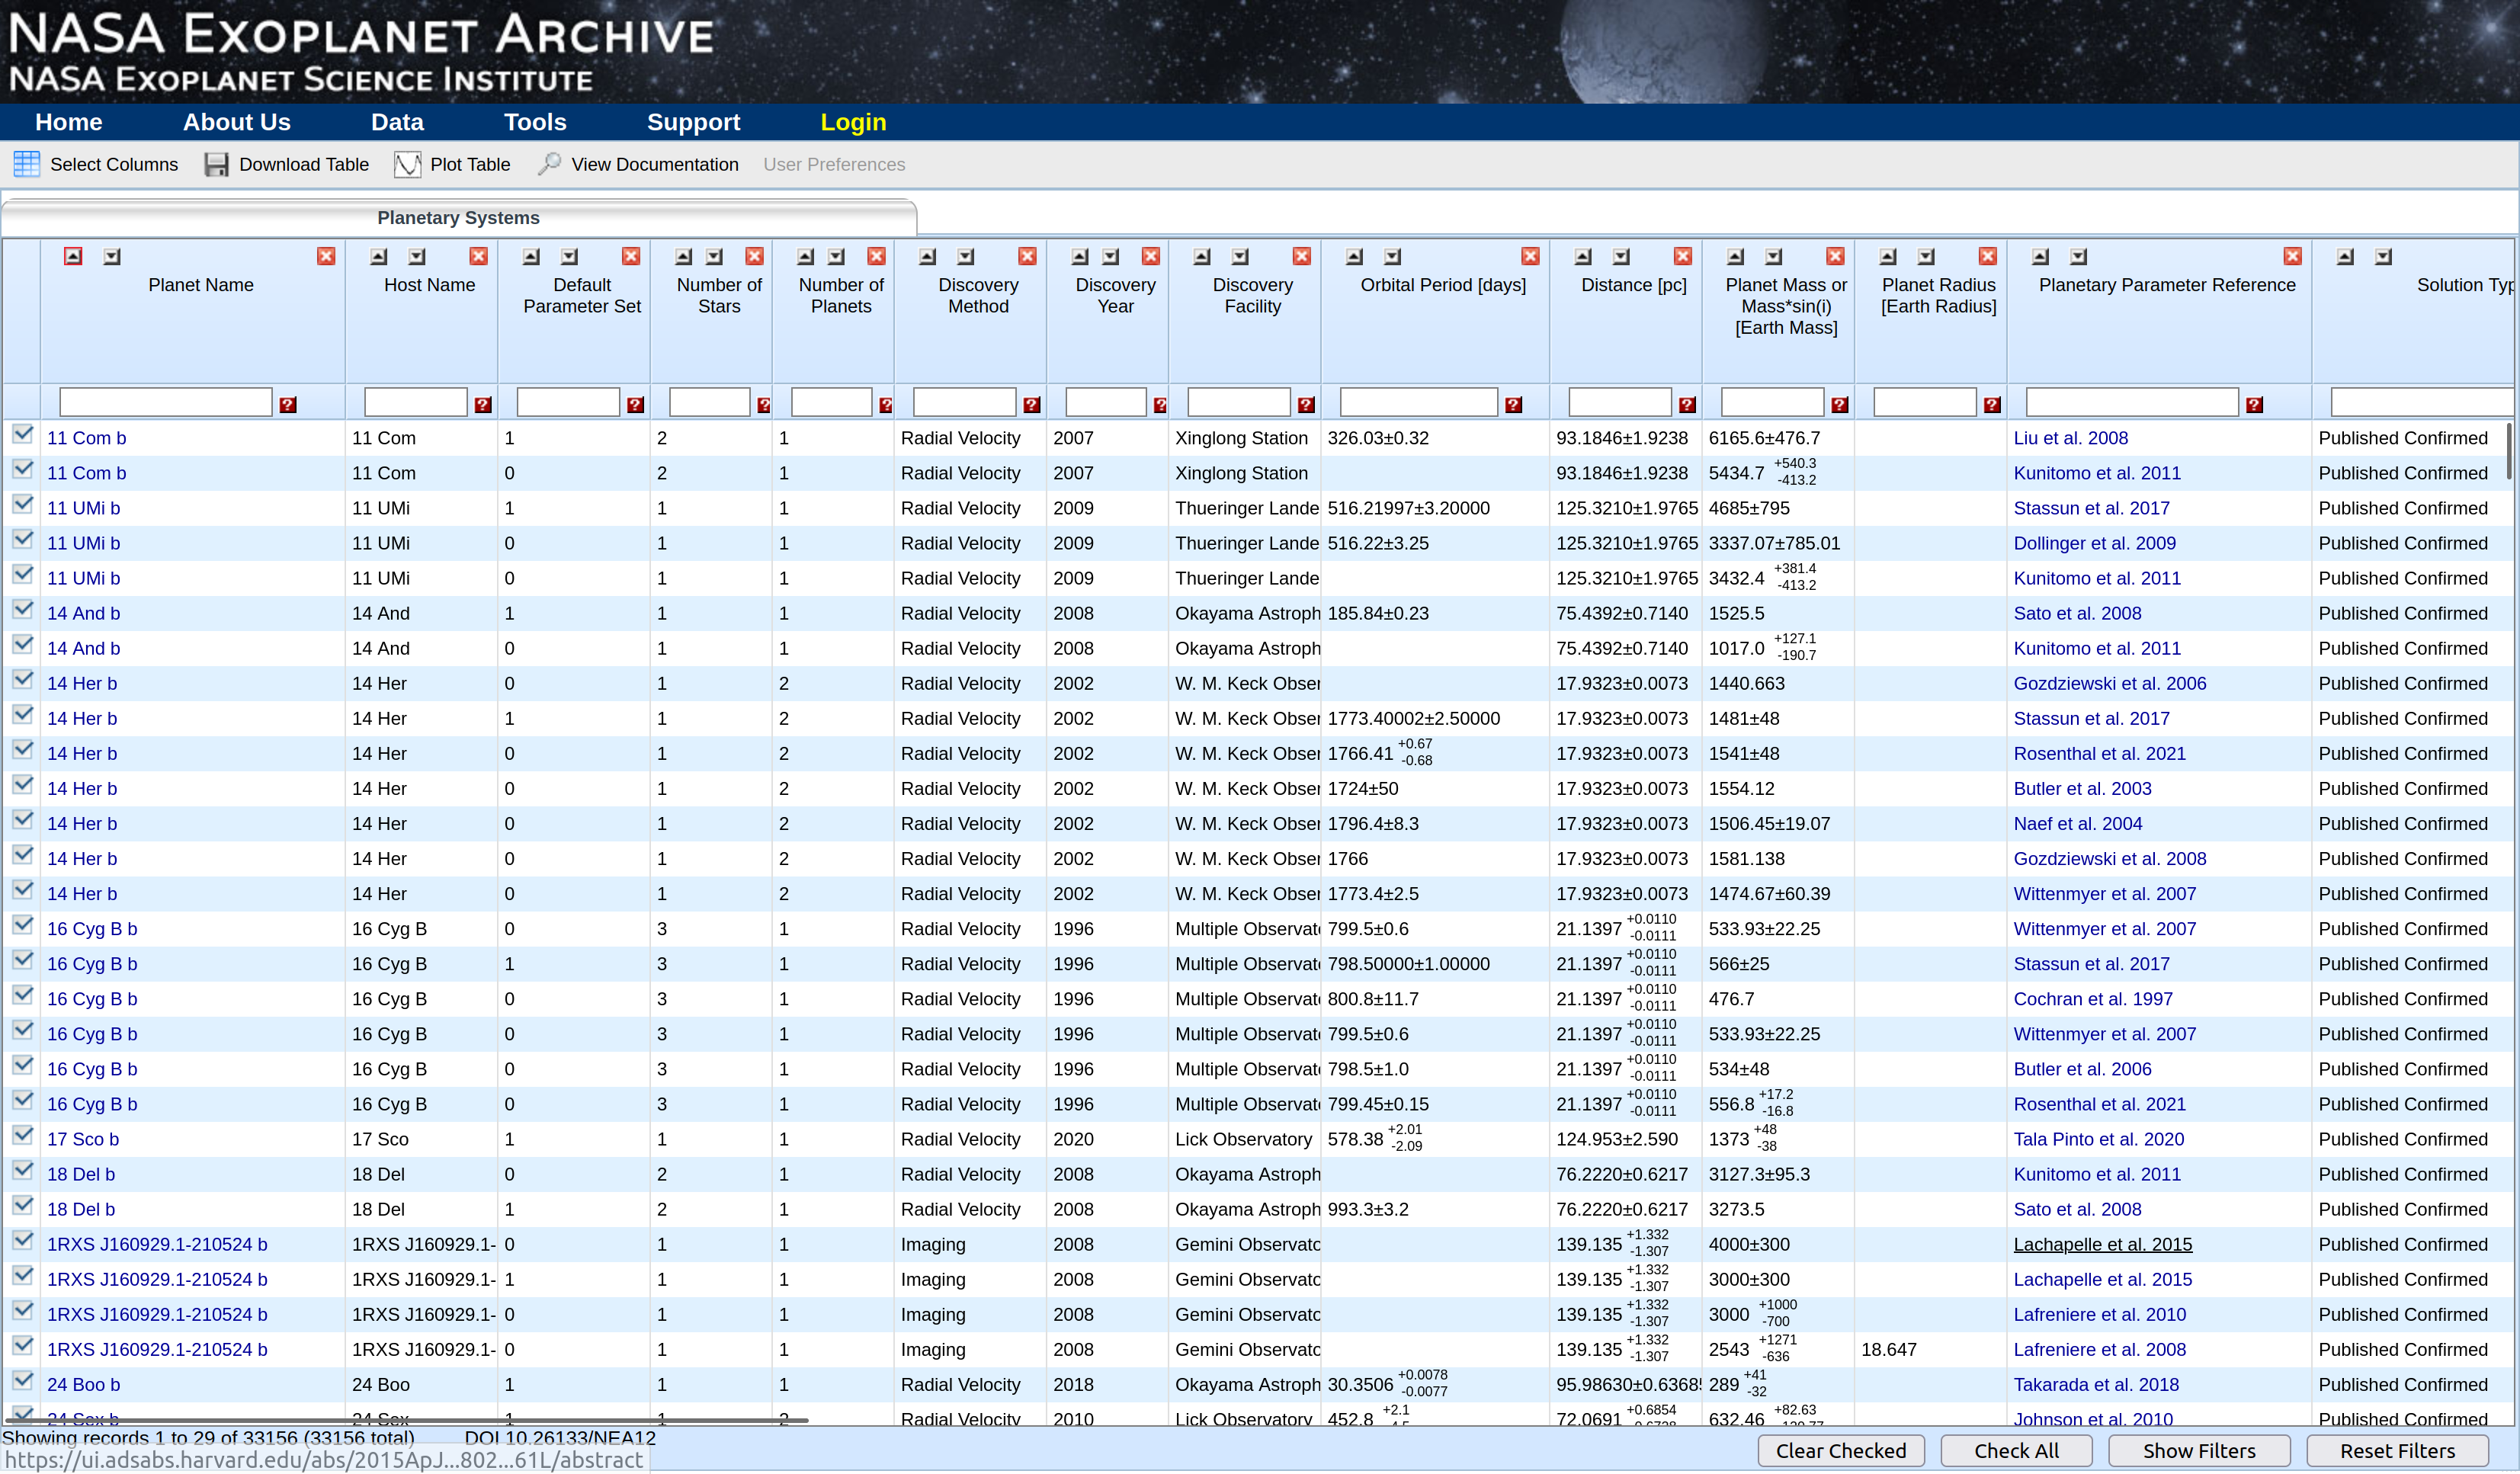 NASA EXOPLANET ARCHIVE
NASA EXOPLANET SCIENCE INSTITUTE
Home About Us Data Tools Support Login
Select Columns Download Table Plot Table View Documentation User Preferences
Planetary Systems
Planet Name Host Name Default Parameter Set Number of Stars Number of Planets Discovery Method Discovery Year Discovery Facility Orbital Period [days] Distance [pc] Planet Mass or Mass*sin(i) [Earth Mass] Planet Radius [Earth Radius] Planetary Parameter Reference Solution Typ
11 Com b 11 Com 1 2 1 Radial Velocity 2007 Xinglong Station 326.03±0.32 93.1846±1.9238 6165.6±476.7 Liu et al. 2008 Published Confirmed
11 Com b 11 Com 0 2 1 Radial Velocity 2007 Xinglong Station 93.1846±1.9238 5434.7 +540.3 -413.2 Kunitomo et al. 2011 Published Confirmed
11 UMi b 11 UMi 1 1 1 Radial Velocity 2009 Thueringer Lande 516.21997±3.20000 125.3210±1.9765 4685±795 Stassun et al. 2017 Published Confirmed
11 UMi b 11 UMi 0 1 1 Radial Velocity 2009 Thueringer Lande 516.22±3.25 125.3210±1.9765 3337.07±785.01 Dollinger et al. 2009 Published Confirmed
11 UMi b 11 UMi 0 1 1 Radial Velocity 2009 Thueringer Lande 125.3210±1.9765 3432.4 +381.4 -413.2 Kunitomo et al. 2011 Published Confirmed
14 And b 14 And 1 1 1 Radial Velocity 2008 Okayama Astroph 185.84±0.23 75.4392±0.7140 1525.5 Sato et al. 2008 Published Confirmed
14 And b 14 And 0 1 1 Radial Velocity 2008 Okayama Astroph 75.4392±0.7140 1017.0 +127.1 -190.7 Kunitomo et al. 2011 Published Confirmed
14 Her b 14 Her 0 1 2 Radial Velocity 2002 W. M. Keck Obser 17.9323±0.0073 1440.663 Gozdziewski et al. 2006 Published Confirmed
14 Her b 14 Her 1 1 2 Radial Velocity 2002 W. M. Keck Obser 1773.40002±2.50000 17.9323±0.0073 1481±48 Stassun et al. 2017 Published Confirmed
14 Her b 14 Her 0 1 2 Radial Velocity 2002 W. M. Keck Obser 1766.41 +0.67 -0.68 17.9323±0.0073 1541±48 Rosenthal et al. 2021 Published Confirmed
14 Her b 14 Her 0 1 2 Radial Velocity 2002 W. M. Keck Obser 1724±50 17.9323±0.0073 1554.12 Butler et al. 2003 Published Confirmed
14 Her b 14 Her 0 1 2 Radial Velocity 2002 W. M. Keck Obser 1796.4±8.3 17.9323±0.0073 1506.45±19.07 Naef et al. 2004 Published Confirmed
14 Her b 14 Her 0 1 2 Radial Velocity 2002 W. M. Keck Obser 1766 17.9323±0.0073 1581.138 Gozdziewski et al. 2008 Published Confirmed
14 Her b 14 Her 0 1 2 Radial Velocity 2002 W. M. Keck Obser 1773.4±2.5 17.9323±0.0073 1474.67±60.39 Wittenmyer et al. 2007 Published Confirmed
16 Cyg B b 16 Cyg B 0 3 1 Radial Velocity 1996 Multiple Observato 799.5±0.6 21.1397 +0.0110 -0.0111 533.93±22.25 Wittenmyer et al. 2007 Published Confirmed
16 Cyg B b 16 Cyg B 1 3 1 Radial Velocity 1996 Multiple Observato 798.50000±1.00000 21.1397 +0.0110 -0.0111 566±25 Stassun et al. 2017 Published Confirmed
16 Cyg B b 16 Cyg B 0 3 1 Radial Velocity 1996 Multiple Observato 800.8±11.7 21.1397 +0.0110 -0.0111 476.7 Cochran et al. 1997 Published Confirmed
16 Cyg B b 16 Cyg B 0 3 1 Radial Velocity 1996 Multiple Observato 799.5±0.6 21.1397 +0.0110 -0.0111 533.93±22.25 Wittenmyer et al. 2007 Published Confirmed
16 Cyg B b 16 Cyg B 0 3 1 Radial Velocity 1996 Multiple Observato 798.5±1.0 21.1397 +0.0110 -0.0111 534±48 Butler et al. 2006 Published Confirmed
16 Cyg B b 16 Cyg B 0 3 1 Radial Velocity 1996 Multiple Observato 799.45±0.15 21.1397 +0.0110 -0.0111 556.8 +17.2 -16.8 Rosenthal et al. 2021 Published Confirmed
17 Sco b 17 Sco 1 1 1 Radial Velocity 2020 Lick Observatory 578.38 +2.01 -2.09 124.953±2.590 1373 +48 -38 Tala Pinto et al. 2020 Published Confirmed
18 Del b 18 Del 0 2 1 Radial Velocity 2008 Okayama Astroph 76.2220±0.6217 3127.3±95.3 Kunitomo et al. 2011 Published Confirmed
18 Del b 18 Del 1 2 1 Radial Velocity 2008 Okayama Astroph 993.3±3.2 76.2220±0.6217 3273.5 Sato et al. 2008 Published Confirmed
1RXS J160929.1-210524 b 1RXS J160929.1- 0 1 1 Imaging 2008 Gemini Observato 139.135 +1.332 -1.307 4000±300 Lachapelle et al. 2015 Published Confirmed
1RXS J160929.1-210524 b 1RXS J160929.1- 1 1 1 Imaging 2008 Gemini Observato 139.135 +1.332 -1.307 3000±300 Lachapelle et al. 2015 Published Confirmed
1RXS J160929.1-210524 b 1RXS J160929.1- 0 1 1 Imaging 2008 Gemini Observato 139.135 +1.332 -1.307 3000 +1000 -700 Lafreniere et al. 2010 Published Confirmed
1RXS J160929.1-210524 b 1RXS J160929.1- 0 1 1 Imaging 2008 Gemini Observato 139.135 +1.332 -1.307 2543 +1271 -636 18.647 Lafreniere et al. 2008 Published Confirmed
24 Boo b 24 Boo 1 1 1 Radial Velocity 2018 Okayama Astroph 30.3506 +0.0078 -0.0077 95.98630±0.63685 289 +41 -32 Takarada et al. 2018 Published Confirmed
24 Sex b 24 Sex 1 1 2 Radial Velocity 2010 Lick Observatory 452.8 +2.1 72.0691 +0.6854 632.46 +82.63 Johnson et al. 2010 Published Confirmed
Showing records 1 to 29 of 33156 (33156 total) DOI 10.26133/NEA12
https://ui.adsabs.harvard.edu/abs/2015ApJ...802...61L/abstract
Clear Checked Check All Show Filters Reset Filters